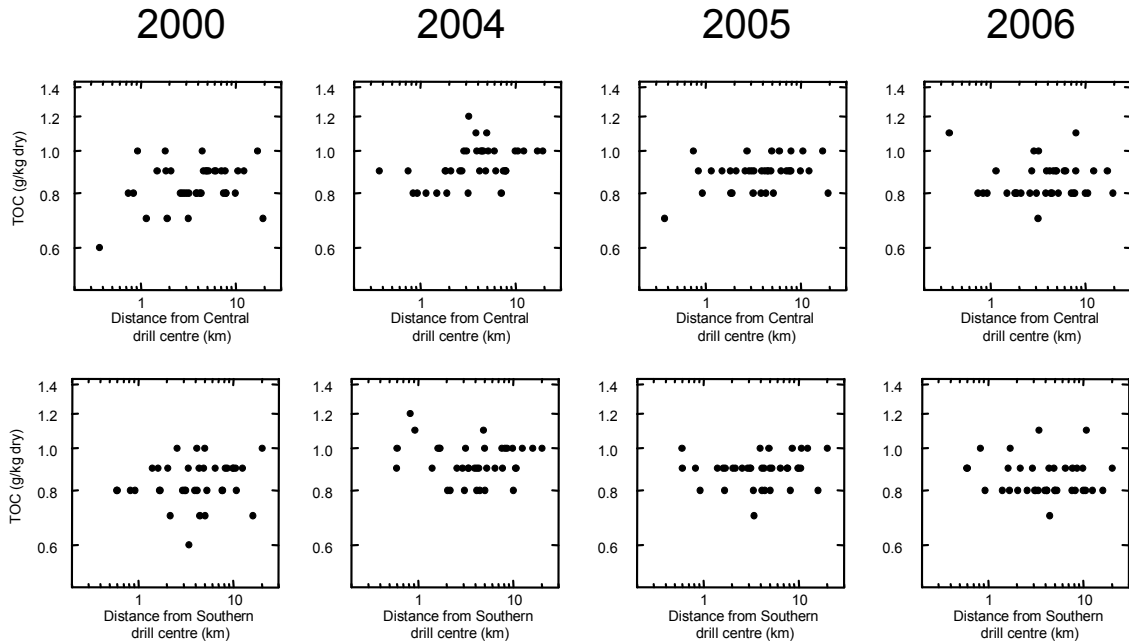 2000 2004 2005 2006
TOC (g/kg dry)
1.4 1.4 1.4 1.4
1.2 1.2 1.2 1.2
1.0 1.0 1.0 1.0
0.8 0.8 0.8 0.8
0.6 0.6 0.6 0.6
1 10 1 10 1 10 1 10
Distance from Central Distance from Central Distance from Central Distance from Central
drill centre (km) drill centre (km) drill centre (km) drill centre (km)
TOC (g/kg dry)
1.4 1.4 1.4 1.4
1.2 1.2 1.2 1.2
1.0 1.0 1.0 1.0
0.8 0.8 0.8 0.8
0.6 0.6 0.6 0.6
1 10 1 10 1 10 1 10
Distance from Southern Distance from Southern Distance from Southern Distance from Southern
drill centre (km) drill centre (km) drill centre (km) drill centre (km)